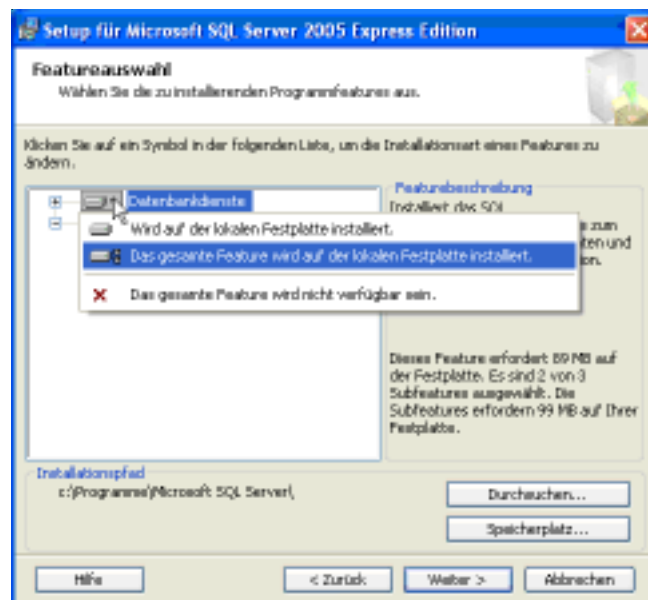 Setup für Microsoft SQL Server 2005 Express Edition
Featureauswahl
Wählen Sie die zu installierenden Programmfeatures aus.
Klicken Sie auf ein Symbol in der folgenden Liste, um die Installationsart eines Features zu
ändern.
Datenbankdienste
Featurebeschreibung
Installiert das SQL
Wird auf der lokalen Festplatte installiert.
e zum
Das gesamte Feature wird auf der lokalen Festplatte installiert.
ten und
on.
Das gesamte Feature wird nicht verfügbar sein.
Dieses Feature erfordert 89 MB auf
der Festplatte. Es sind 2 von 3
Subfeatures ausgewählt. Die
Subfeatures erfordern 99 MB auf Ihrer
Festplatte.
Installationspfad
c:\Programme\Microsoft SQL Server\
Durchsuchen...
Speicherplatz...
Hilfe
< Zurück
Weiter >
Abbrechen